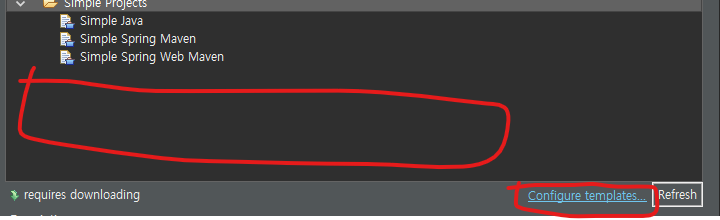 Simple Projects
Simple Java
Simple Spring Maven
Simple Spring Web Maven
requires downloading
Configure templates...
Refresh